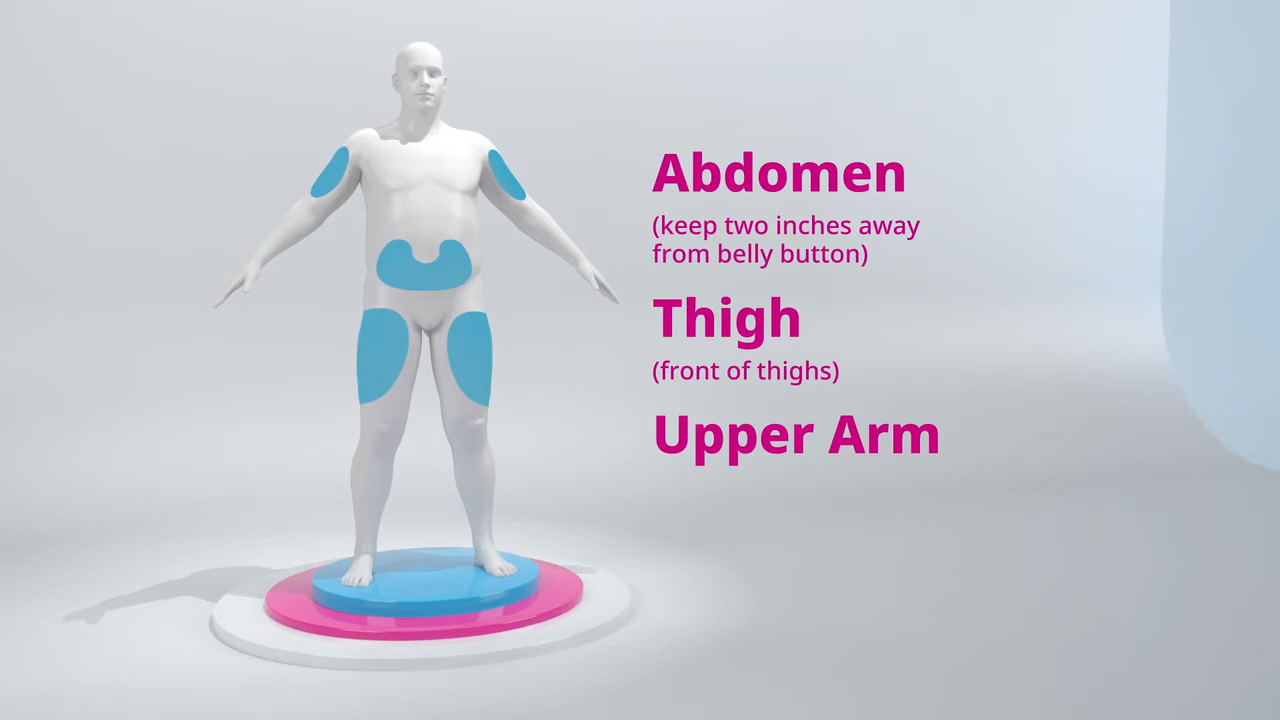 Abdomen
(keep two inches away
from belly button)
Thigh
(front of thighs)
Upper Arm